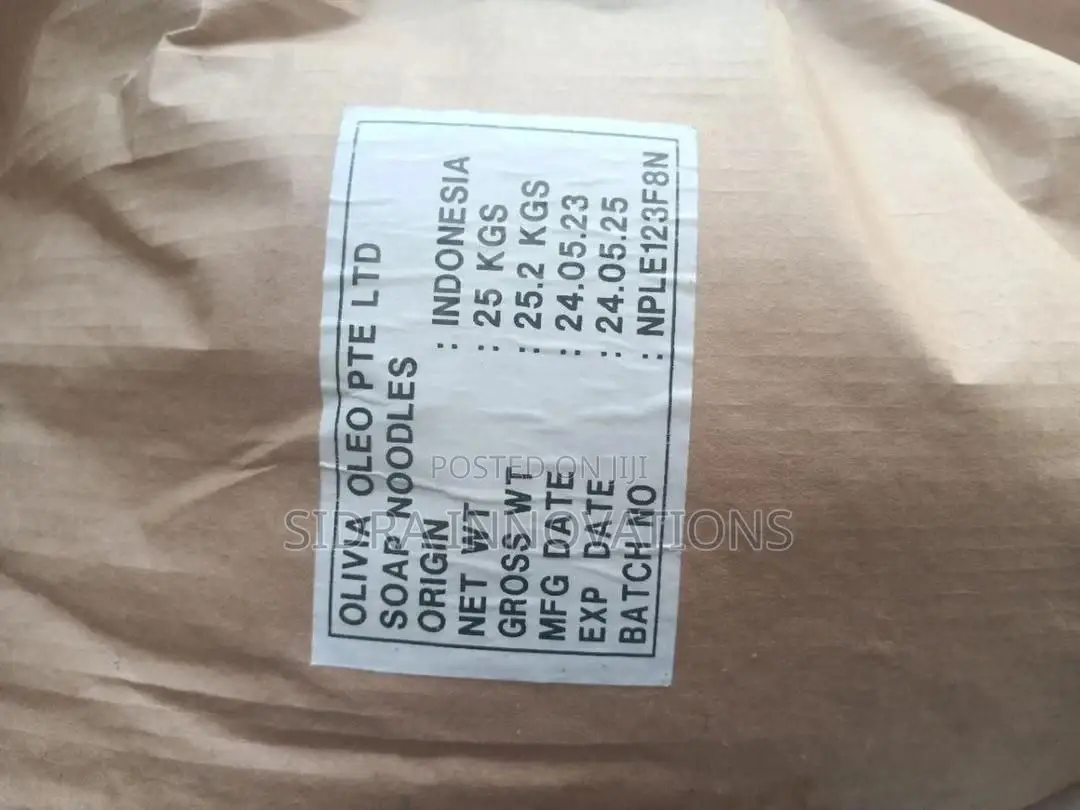 OLIVIA OLEO PTE LTD
SOAP NOODLES
ORIGIN : INDONESIA
NET WT : 25 KGS
GROSS WT : 25.2 KGS
MFG DATE : 24.05.23
EXP DATE : 24.05.25
BATCH NO : NPLE123F8N
POSTED ON JIJI
SIDRA INNOVATIONS